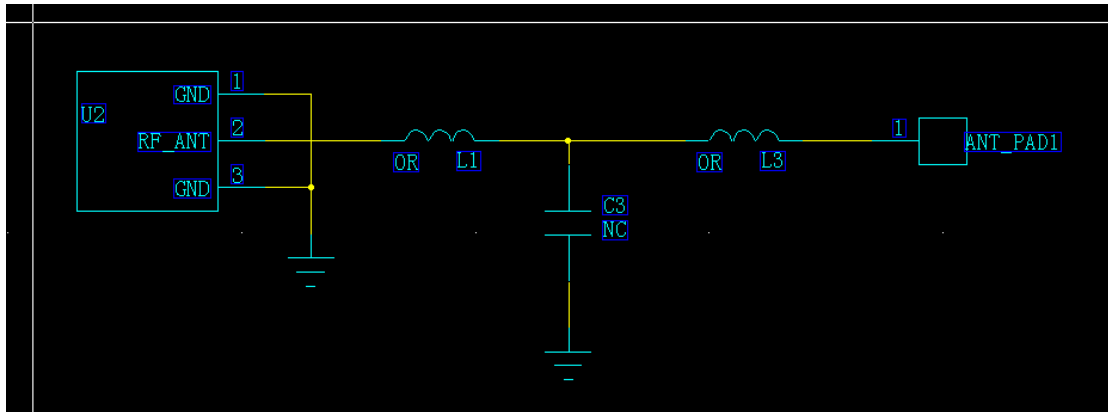 U2
GND
1
RF_ANT
2
GND
3
0R
L1
C3
NC
0R
L3
1
ANT_PAD1